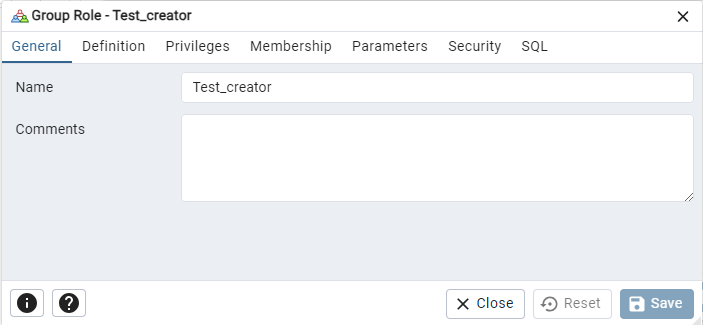 Group Role - Test_creator
General Definition Privileges Membership Parameters Security SQL
Name Test_creator
Comments
Close Reset Save